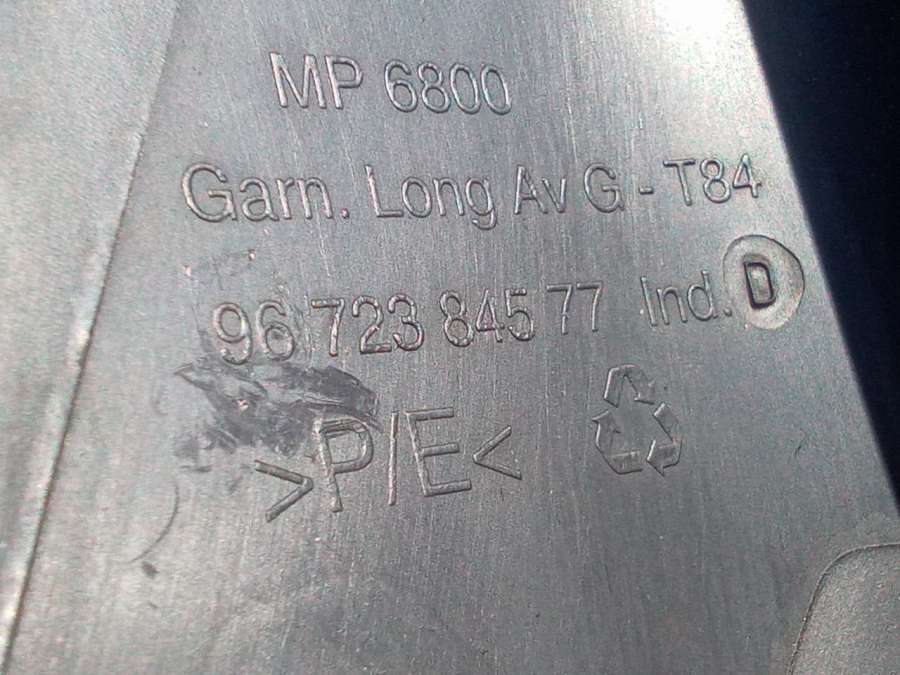 MP 6800
Garn. Long Av G - T84
96 723 845 77 Ind. D
>P/E<